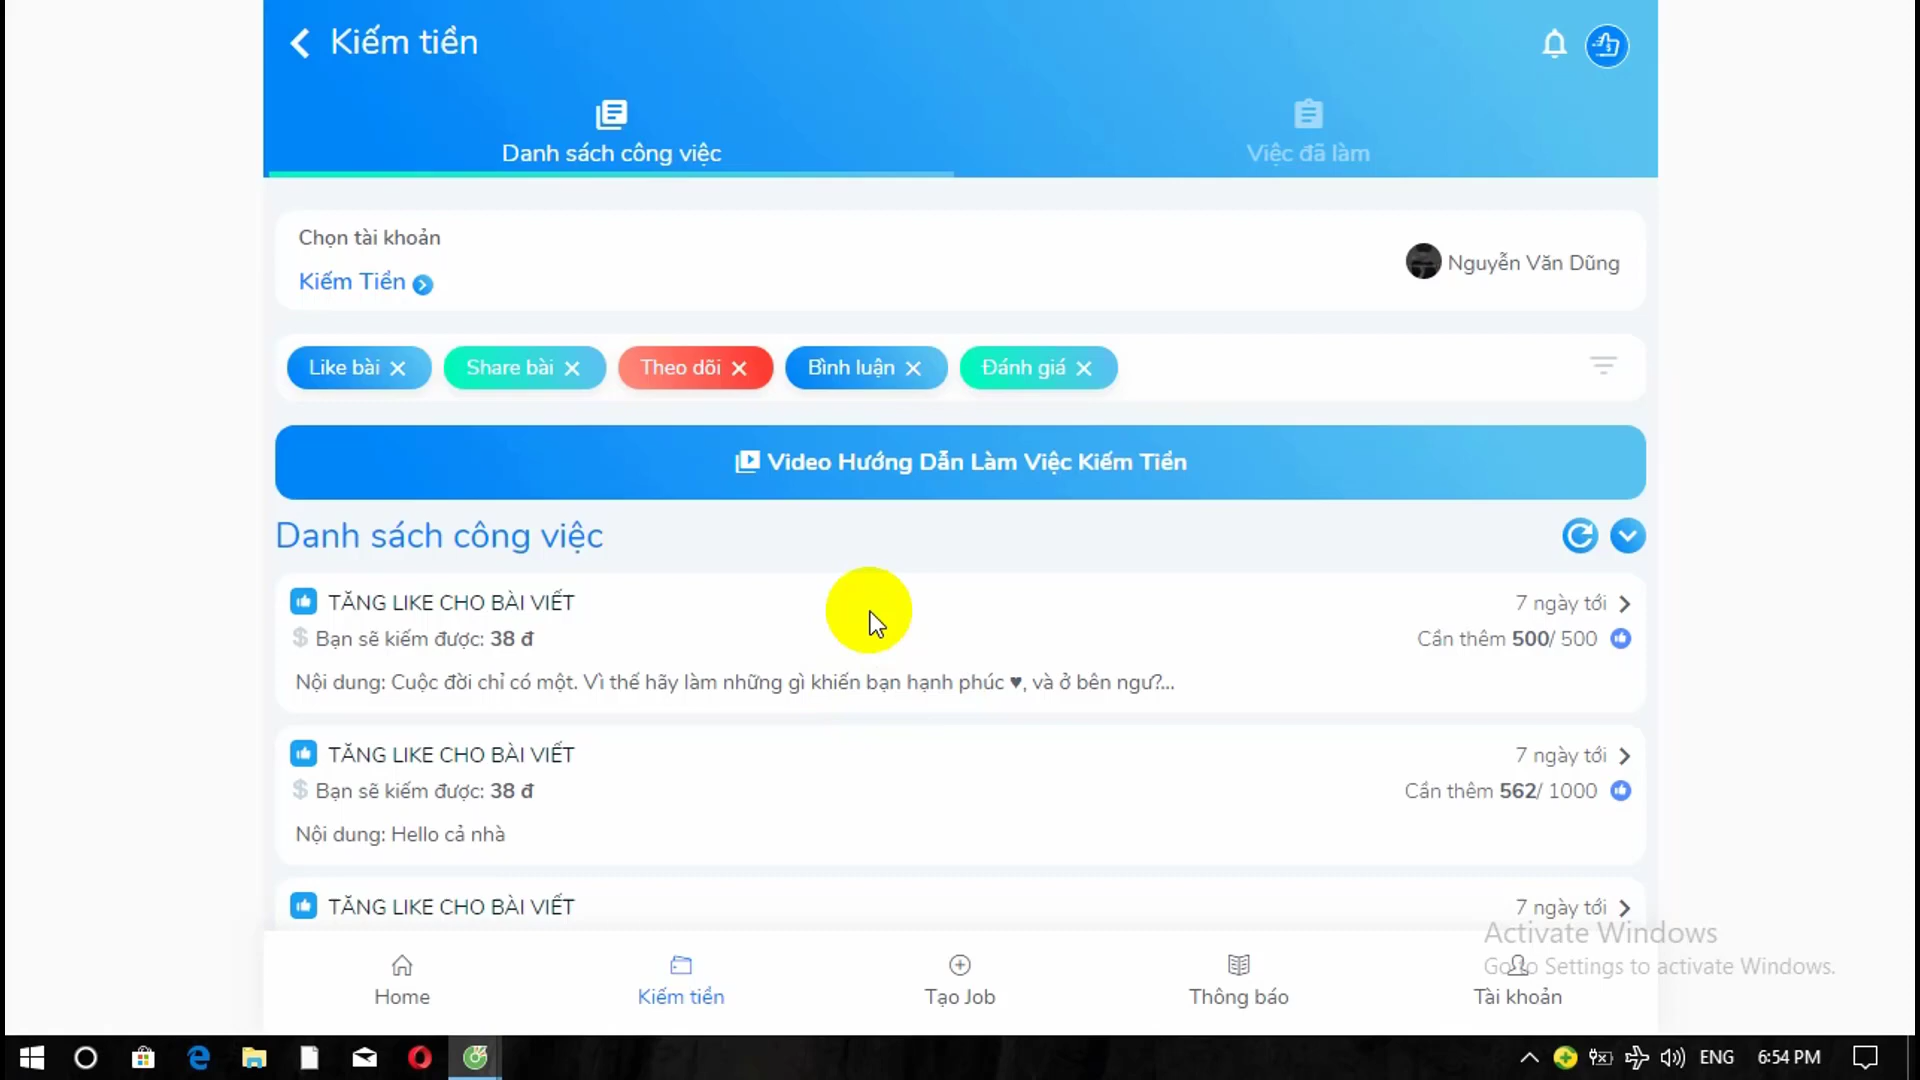 Kiếm tiền
Danh sách công việc
Việc đã làm
Chọn tài khoản
Kiếm Tiền
Nguyễn Văn Dũng
Like bài
Share bài
Theo dõi
Bình luận
Đánh giá
Video Hướng Dẫn Làm Việc Kiếm Tiền
Danh sách công việc
TĂNG LIKE CHO BÀI VIẾT
7 ngày tới
$ Bạn sẽ kiếm được: 38 đ
Cần thêm 500/ 500
Nội dung: Cuộc đời chỉ có một. Vì thế hãy làm những gì khiến bạn hạnh phúc ♥, và ở bên ngư?...
TĂNG LIKE CHO BÀI VIẾT
7 ngày tới
$ Bạn sẽ kiếm được: 38 đ
Cần thêm 562/ 1000
Nội dung: Hello cả nhà
TĂNG LIKE CHO BÀI VIẾT
7 ngày tới
Activate Windows
Go to Settings to activate Windows.
Home
Kiếm tiền
Tạo Job
Thông báo
Tài khoản
ENG
6:54 PM